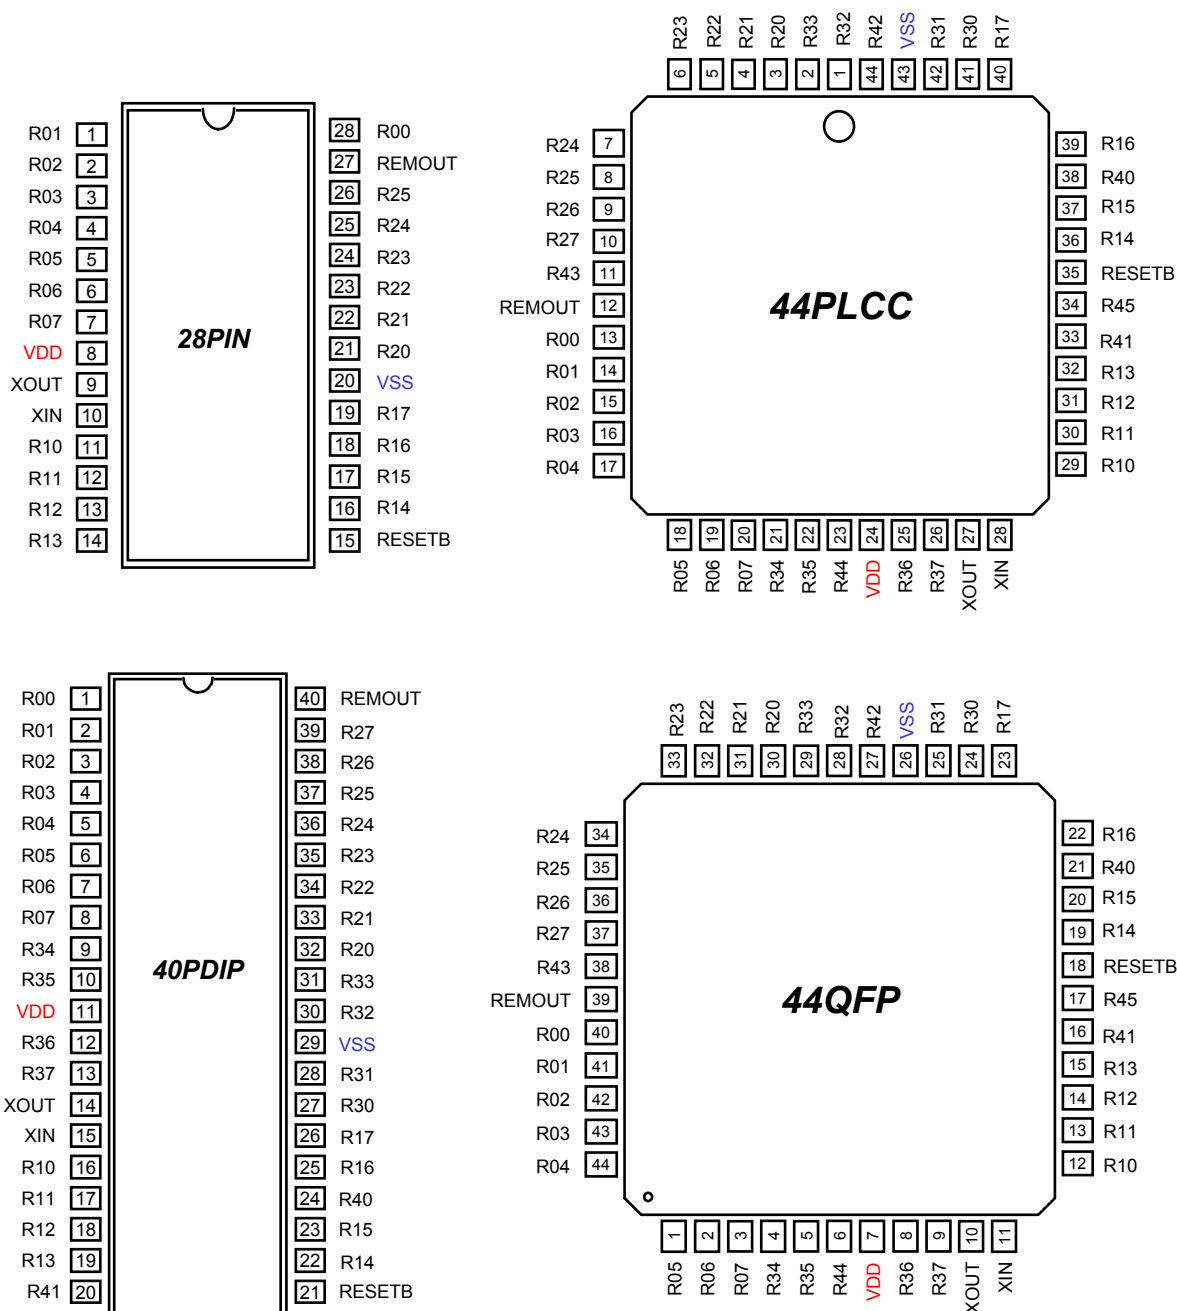 R01 1
R02 2
R03 3
R04 4
R05 5
R06 6
R07 7
VDD 8
XOUT 9
XIN 10
R10 11
R11 12
R12 13
R13 14
28PIN
28 R00
27 REMOUT
26 R25
25 R24
24 R23
23 R22
22 R21
21 R20
20 VSS
19 R17
18 R16
17 R15
16 R14
15 RESETB
R23 R22 R21 R20 R33 R32 R42 VSS R31 R30 R17
6 5 4 3 2 1 44 43 42 41 40
R24 7
R25 8
R26 9
R27 10
R43 11
REMOUT 12
R00 13
R01 14
R02 15
R03 16
R04 17
44PLCC
39 R16
38 R40
37 R15
36 R14
35 RESETB
34 R45
33 R41
32 R13
31 R12
30 R11
29 R10
18 19 20 21 22 23 24 25 26 27 28
R05 R06 R07 R34 R35 R44 VDD R36 R37 XOUT XIN
R00 1
R01 2
R02 3
R03 4
R04 5
R05 6
R06 7
R07 8
R34 9
R35 10
VDD 11
R36 12
R37 13
XOUT 14
XIN 15
R10 16
R11 17
R12 18
R13 19
R41 20
40PDIP
40 REMOUT
39 R27
38 R26
37 R25
36 R24
35 R23
34 R22
33 R21
32 R20
31 R33
30 R32
29 VSS
28 R31
27 R30
26 R17
25 R16
24 R40
23 R15
22 R14
21 RESETB
R23 R22 R21 R20 R33 R32 R42 VSS R31 R30 R17
33 32 31 30 29 28 27 26 25 24 23
R24 34
R25 35
R26 36
R27 37
R43 38
REMOUT 39
R00 40
R01 41
R02 42
R03 43
R04 44
44QFP
22 R16
21 R40
20 R15
19 R14
18 RESETB
17 R45
16 R41
15 R13
14 R12
13 R11
12 R10
1 2 3 4 5 6 7 8 9 10 11
R05 R06 R07 R34 R35 R44 VDD R36 R37 XOUT XIN